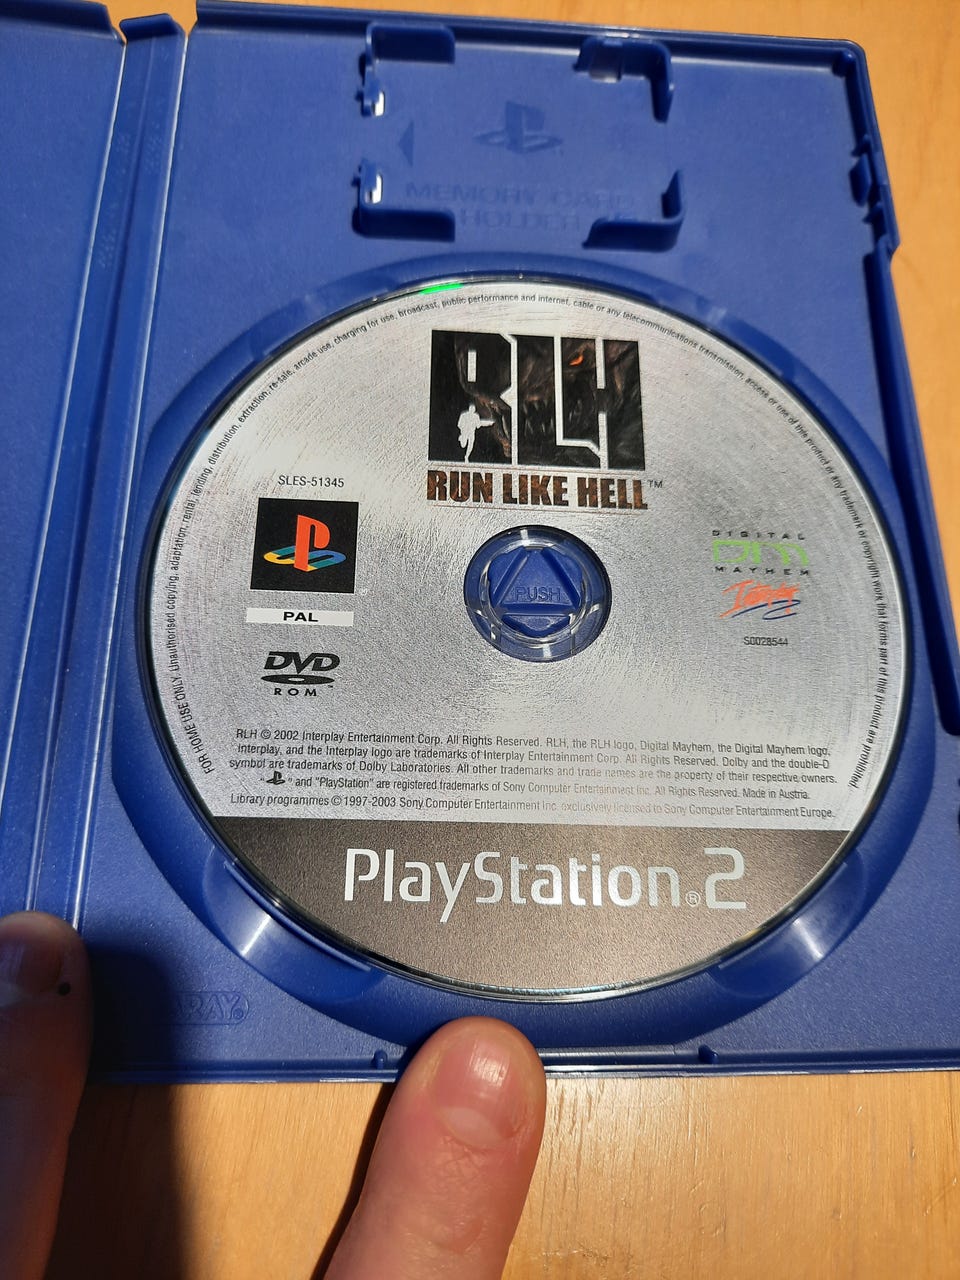 MEMORY CARD
HOLDER
FOR HOME USE ONLY. Unauthorised copying, adaptation, rental, lending, distribution, extraction, re-sale, arcade use, charging for use, broadcast, public performance and internet, cable or any telecommunications transmission, access or use of this product or any trademark or copyright work that forms part of this product are prohibited.
RLH
RUN LIKE HELL™
SLES-51345
PAL
DVD
ROM™
PUSH
DIGITAL
DM
MAYHEM
Interplay
S0028544
RLH © 2002 Interplay Entertainment Corp. All Rights Reserved. RLH, the RLH logo, Digital Mayhem, the Digital Mayhem logo,
Interplay, and the Interplay logo are trademarks of Interplay Entertainment Corp. All Rights Reserved. Dolby and the double-D
symbol are trademarks of Dolby Laboratories. All other trademarks and trade names are the property of their respective owners.
" " and "PlayStation" are registered trademarks of Sony Computer Entertainment Inc. All Rights Reserved. Made in Austria.
Library programmes © 1997-2003 Sony Computer Entertainment Inc. exclusively licensed to Sony Computer Entertainment Europe.
PlayStation®2